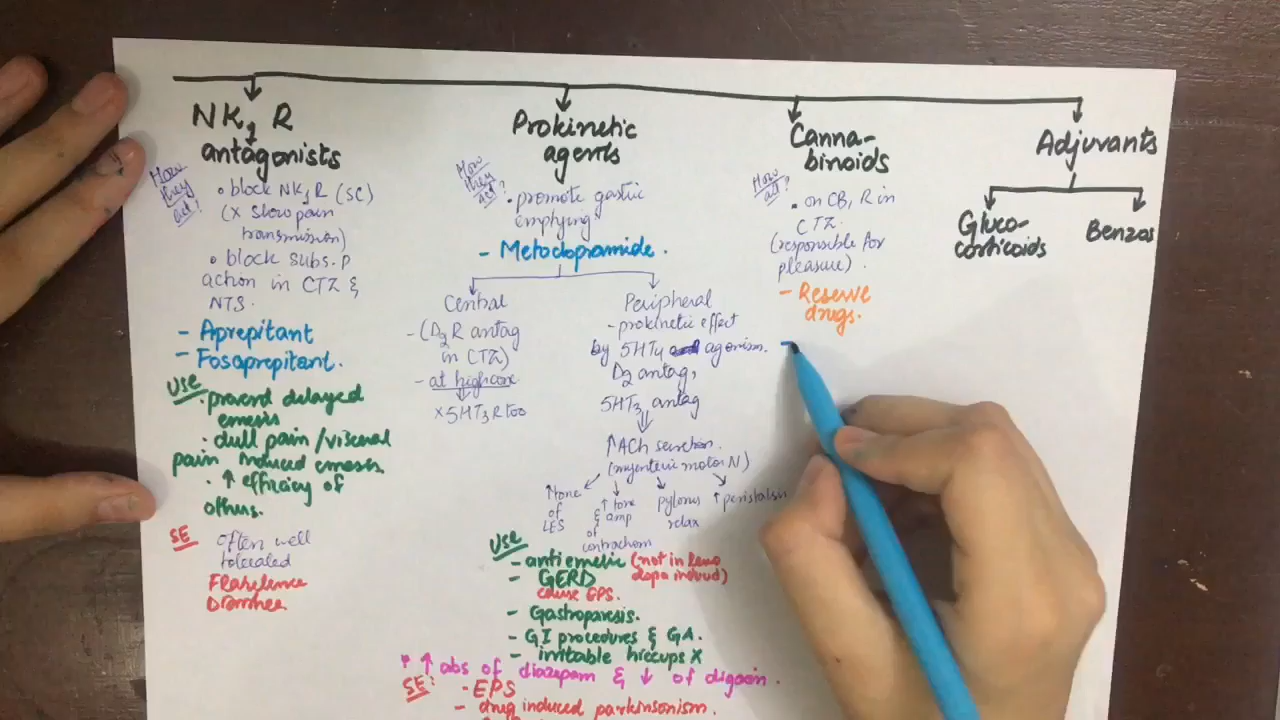 NK1 R
antagonists
How
they
act?
• block NK1R (SC)
(x slow pain
transmission)
• block subs. P
action in CTZ &
NTS.
- Aprepitant
- Fosaprepitant.
Use
• prevent delayed
emesis
• dull pain / visceral
pain induced emesis
• ↑ efficacy of
others.
SE
often well
tolerated
Flatulence
Diarrhea
Prokinetic
agents
How
they
act?
• promote gastric
emptying
- Metoclopramide.
Central
- (D2 R antag
in CTZ)
- at high conc
x 5HT3 R too
Peripheral
- prokinetic effect
by 5HT4 agonism.
D2 antag,
5HT3 antag
↑ ACh secretion.
(myenteric motor N)
↑ tone
of
LES
↑ tone
& amp
of
contractn
pylorus
relax
↑ peristalsis
Use
- antiemetic (not in levo
dopa induced)
- GERD
cause EPS.
- Gastroparesis.
- GI procedures & GA.
- irritable hiccups X
* ↑ abs of diazepam & ↓ of digoxin.
SE:
- EPS
- drug induced parkinsonism.
Canna-
binoids
How
act?
• on CB1 R in
CTZ.
(responsible for
pleasure).
- Reserve
drugs.
Adjuvants
Gluco-
corticoids
Benzos